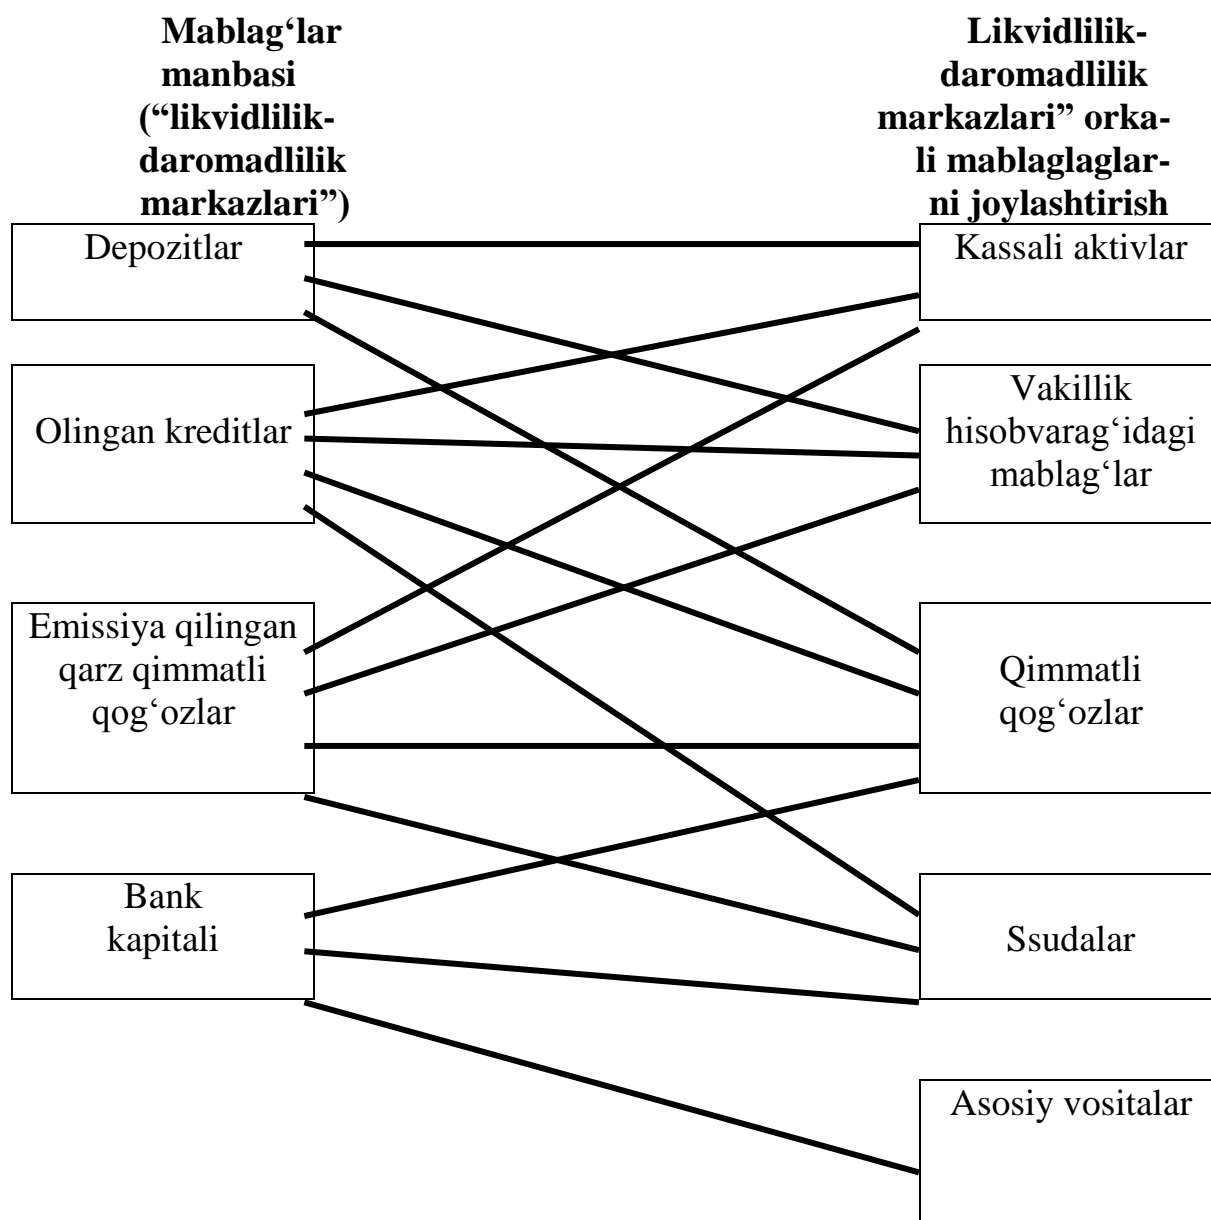 Mablag‘lar
manbasi
(“likvidlilik-
daromadlilik
markazlari”)
Likvidlilik-
daromadlilik
markazlari” orka-
li mablaglaglar-
ni joylashtirish
Depozitlar
Kassali aktivlar
Olingan kreditlar
Vakillik
hisobvarag‘idagi
mablag‘lar
Emissiya qilingan
qarz qimmatli
qog‘ozlar
Qimmatli
qog‘ozlar
Bank
kapitali
Ssudalar
Asosiy vositalar